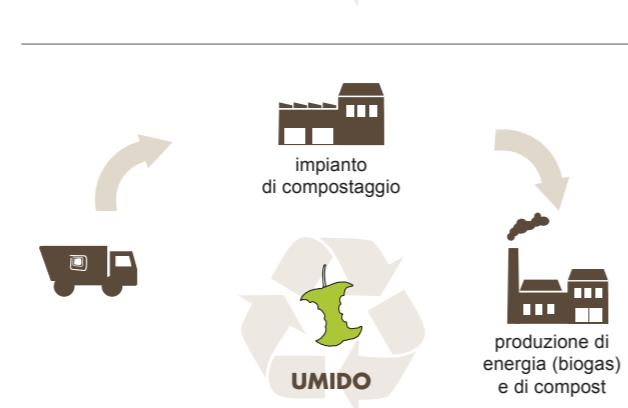 impianto
di compostaggio
UMIDO
produzione di
energia (biogas)
e di compost